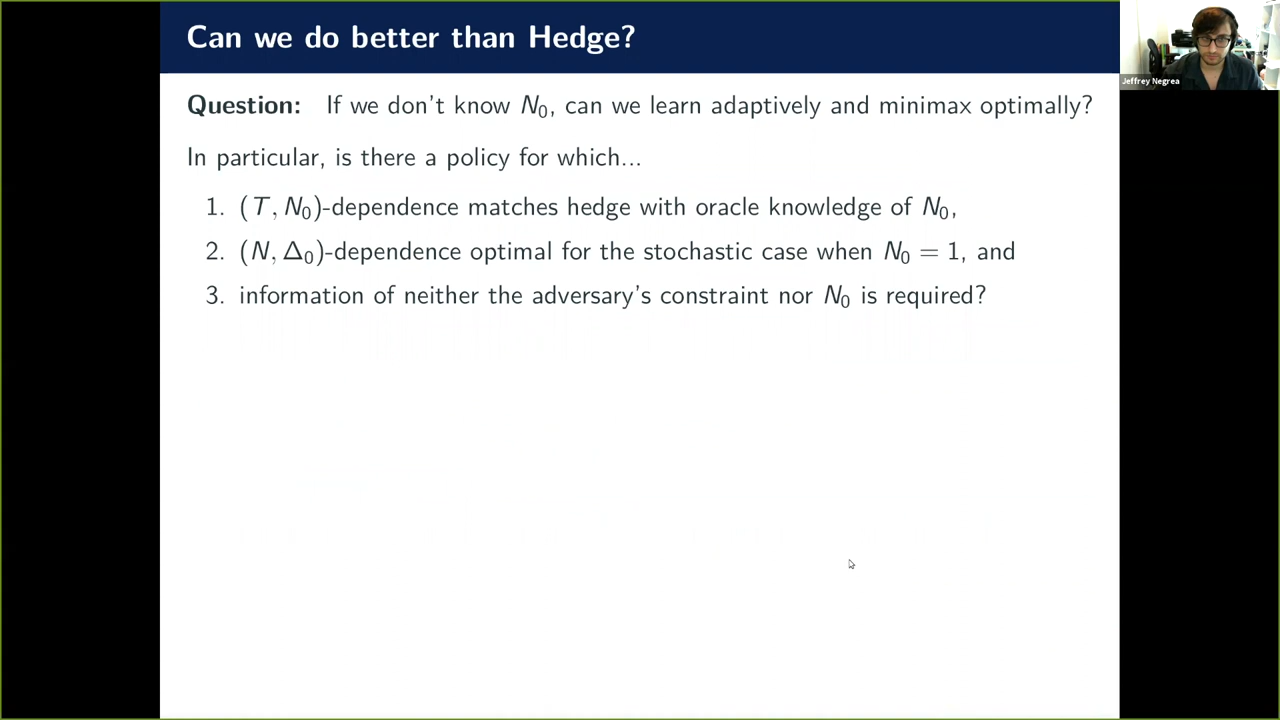 Can we do better than Hedge?
Jeffrey Negrea
Question: If we don't know N₀, can we learn adaptively and minimax optimally?
In particular, is there a policy for which...
1. (T, N₀)-dependence matches hedge with oracle knowledge of N₀,
2. (N, Δ₀)-dependence optimal for the stochastic case when N₀ = 1, and
3. information of neither the adversary's constraint nor N₀ is required?